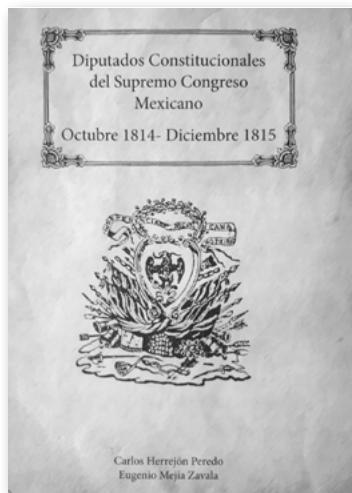 Diputados Constitucionales
del Supremo Congreso
Mexicano
Octubre 1814- Diciembre 1815
Carlos Herrejón Peredo
Eugenio Mejía Zavala